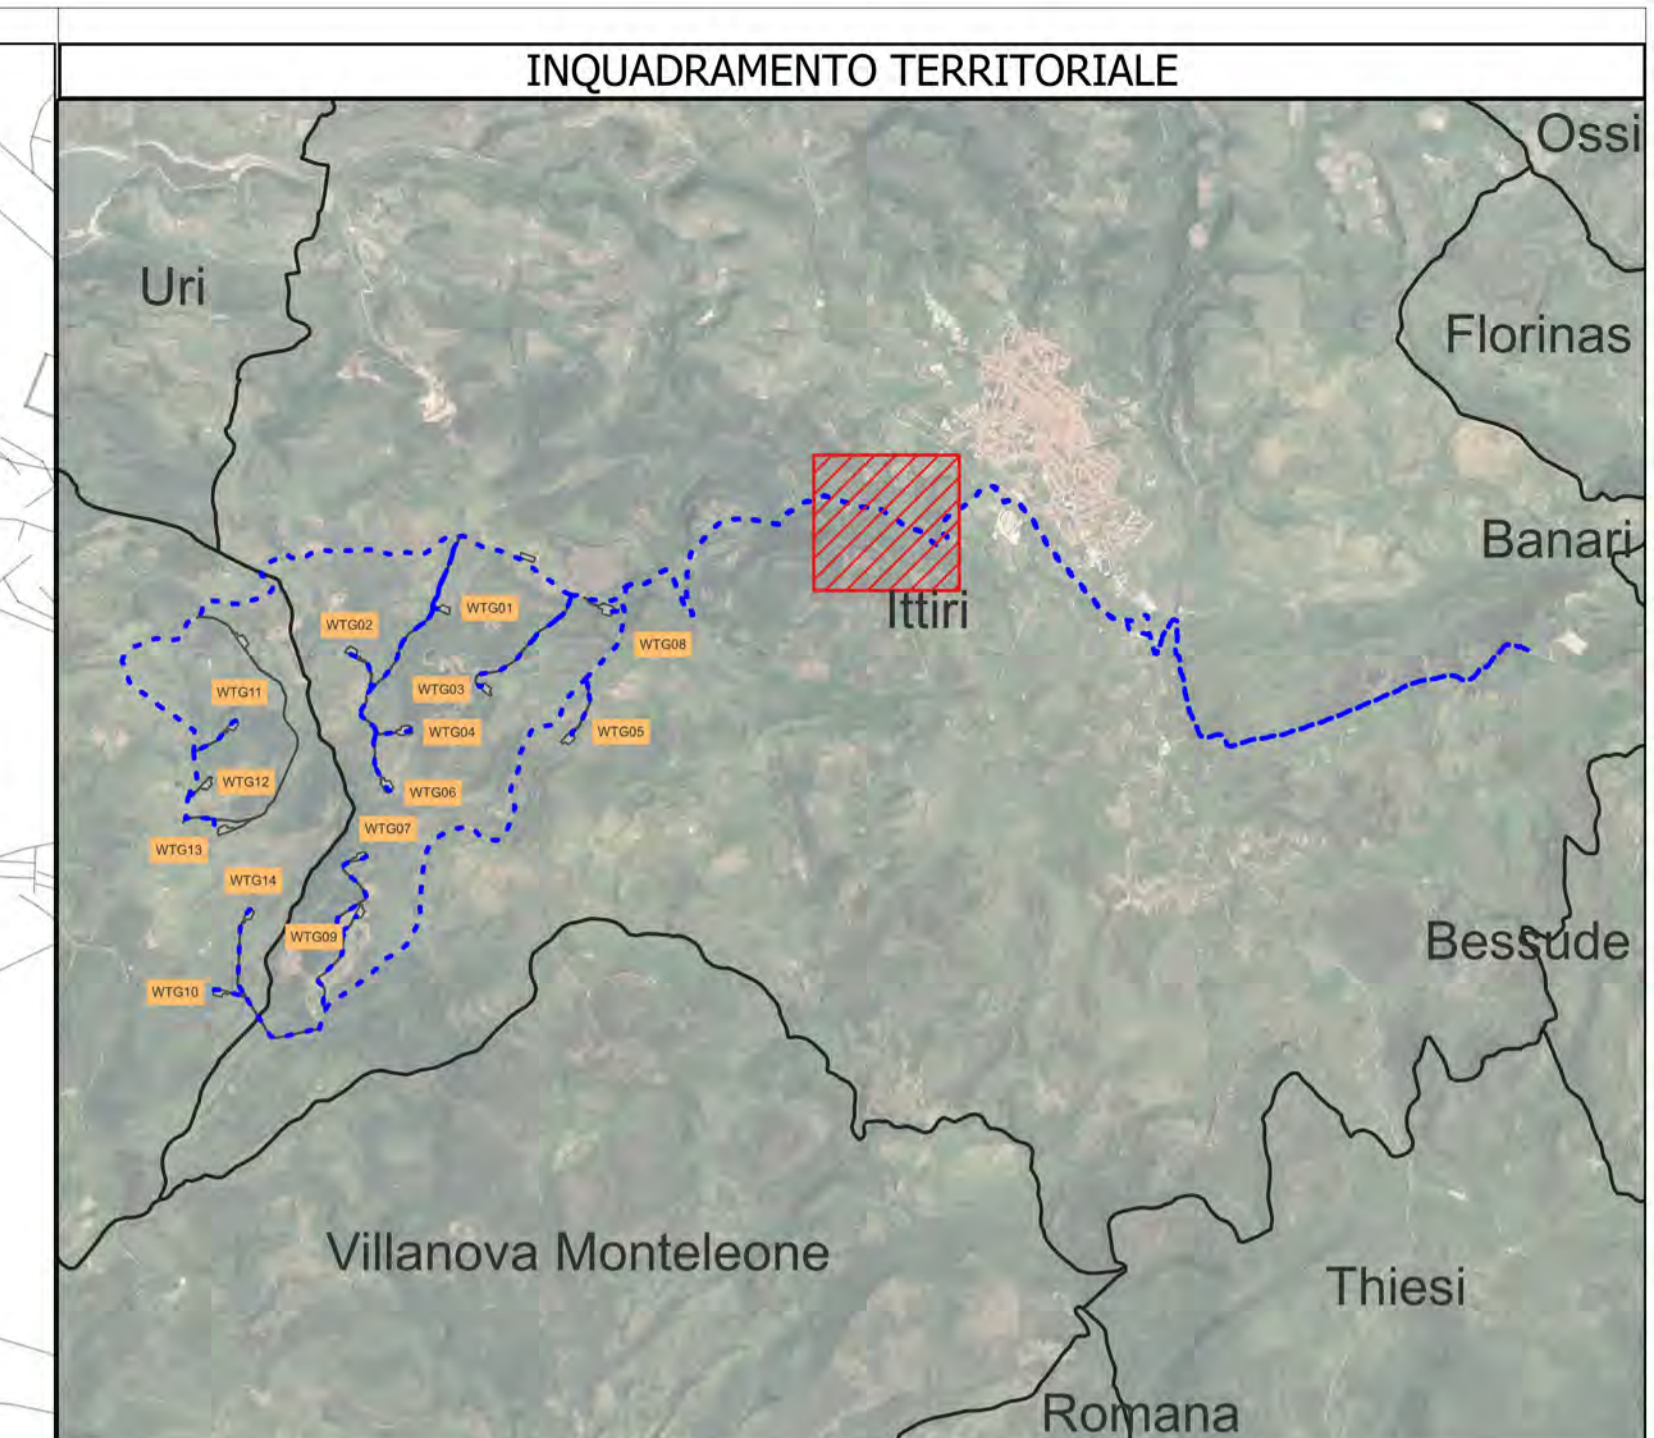 INQUADRAMENTO TERRITORIALE
Ossi
Uri
Florinas
Banari
Ittiri
WTG01
WTG02
WTG08
WTG03
WTG11
WTG04
WTG05
WTG12
WTG06
WTG07
WTG13
WTG14
WTG09
Bessude
WTG10
Villanova Monteleone
Thiesi
Romana